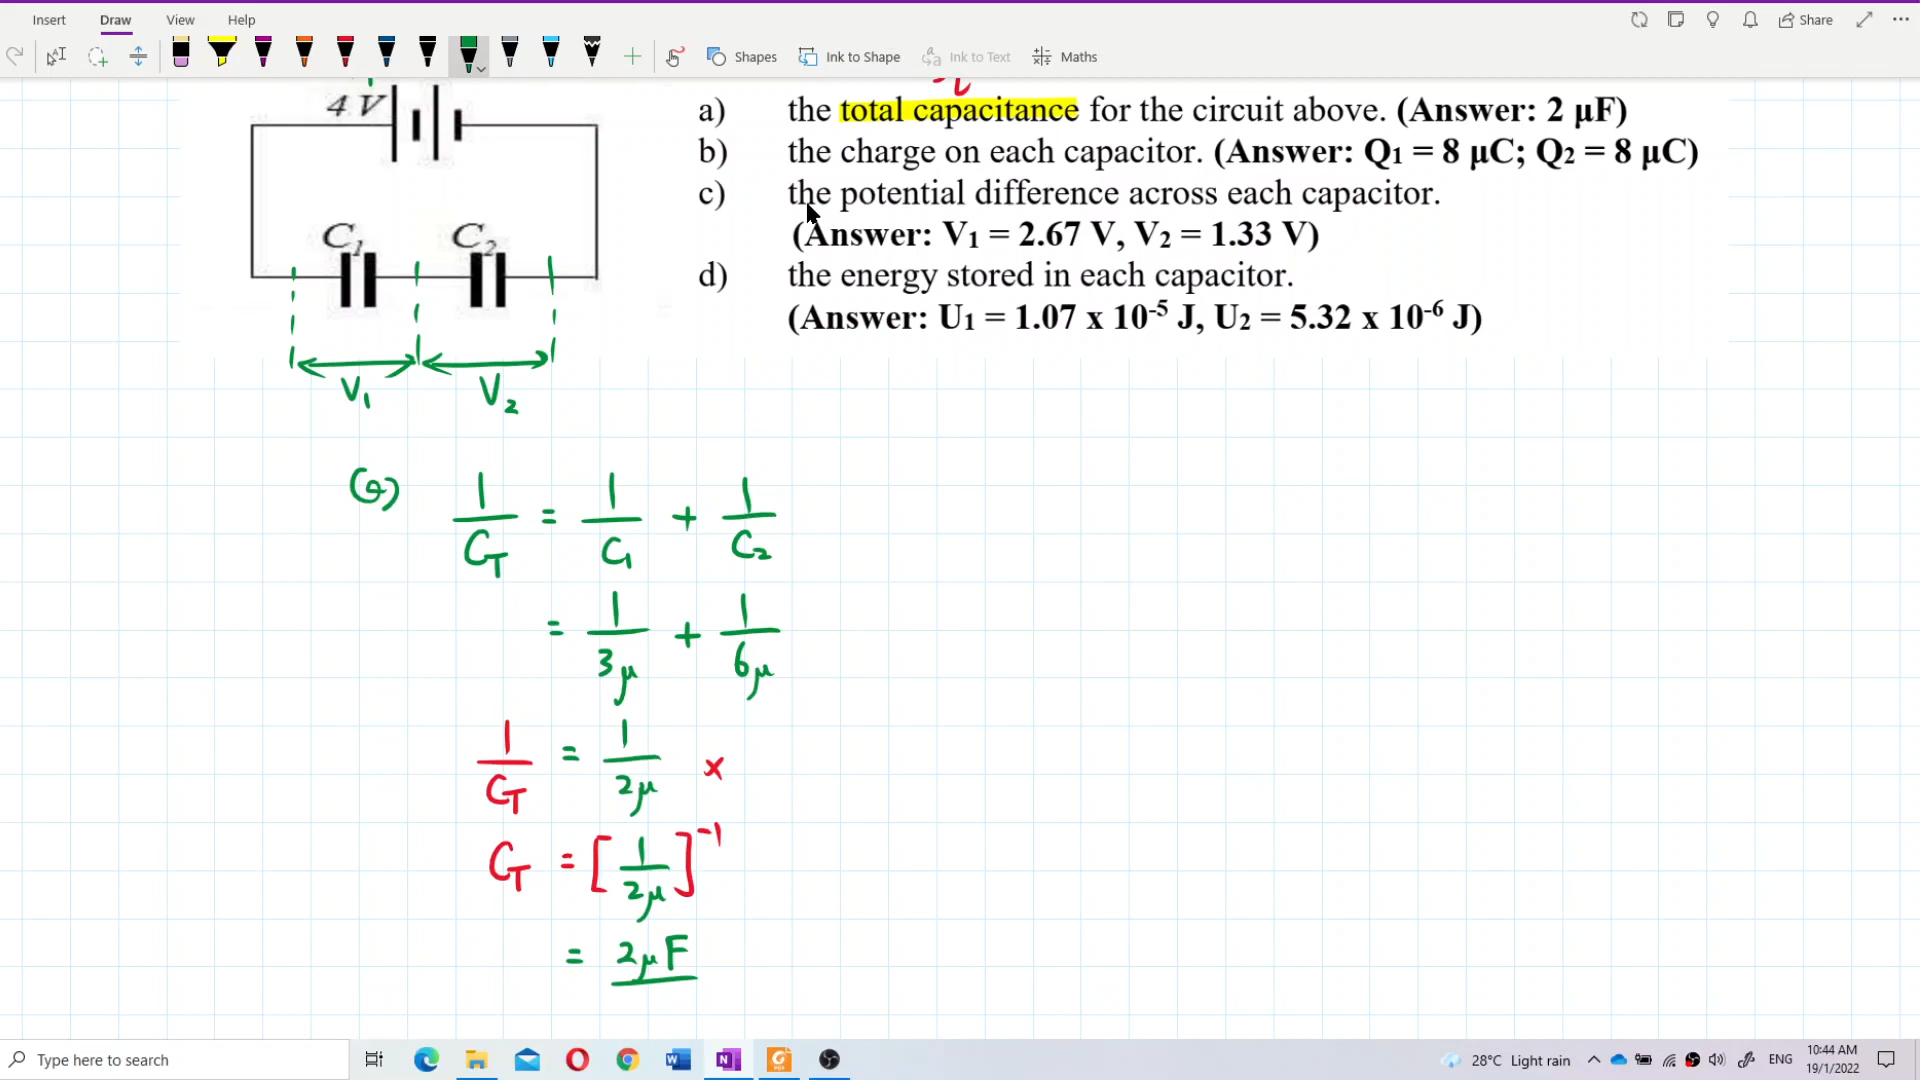 Insert Draw View Help Share
Shapes Ink to Shape Ink to Text Maths
4 V
a) the total capacitance for the circuit above. (Answer: 2 µF)
b) the charge on each capacitor. (Answer: Q1 = 8 µC; Q2 = 8 µC)
c) the potential difference across each capacitor.
(Answer: V1 = 2.67 V, V2 = 1.33 V)
C1 C2
d) the energy stored in each capacitor.
(Answer: U1 = 1.07 x 10-5 J, U2 = 5.32 x 10-6 J)
V1 V2
(a) 1/CT = 1/C1 + 1/C2
= 1/3µ + 1/6µ
1/CT = 1/2µ ×
CT = [1/2µ]-1
= 2µF
Type here to search
28°C Light rain ENG 10:44 AM
19/1/2022